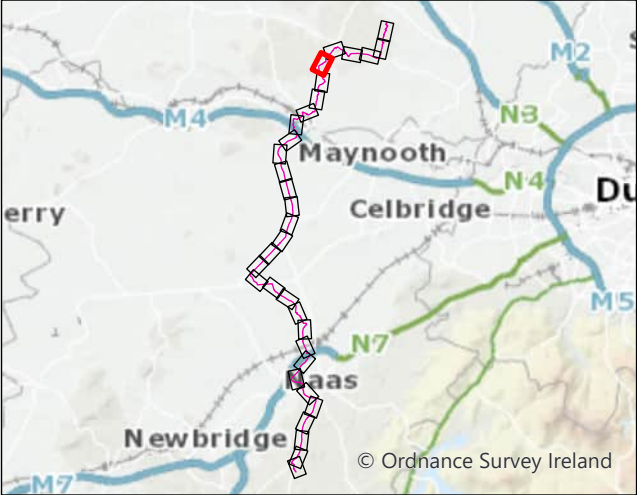 M2
S
N3
M4
Maynooth
N4
Du
Celbridge
erry
M5
N7
Naas
Newbridge
© Ordnance Survey Ireland
M7